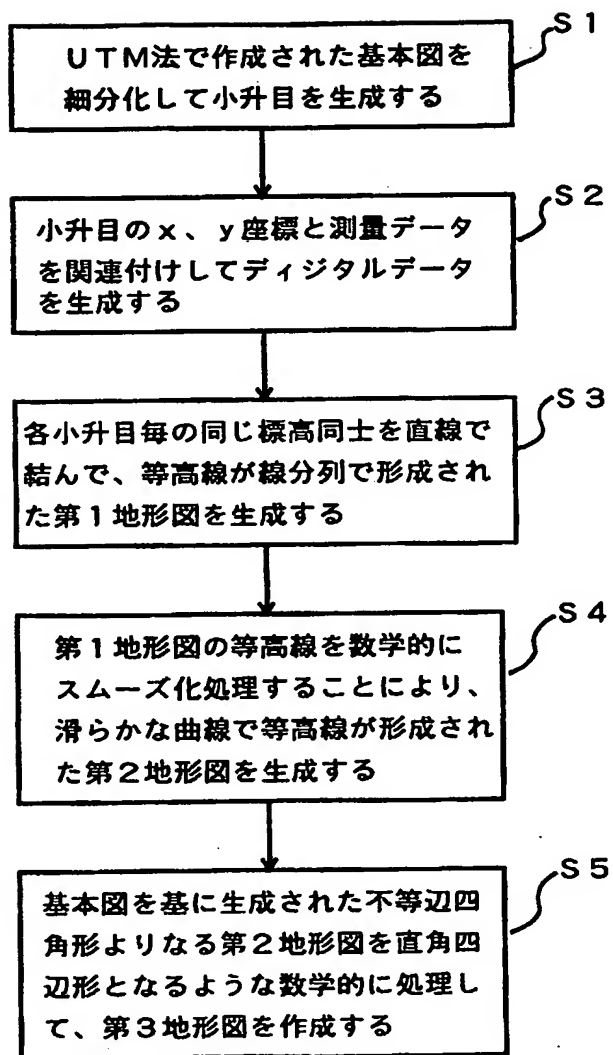 S1
UTM法で作成された基本図を
細分化して小升目を生成する
S2
小升目のx、y座標と測量データ
を関連付けしてディジタルデータ
を生成する
S3
各小升目毎の同じ標高同士を直線で
結んで、等高線が線分列で形成され
た第1地形図を生成する
S4
第1地形図の等高線を数学的に
スムーズ化処理することにより、
滑らかな曲線で等高線が形成され
た第2地形図を生成する
S5
基本図を基に生成された不等辺四
角形よりなる第2地形図を直角四
辺形となるような数学的に処理し
て、第3地形図を作成する